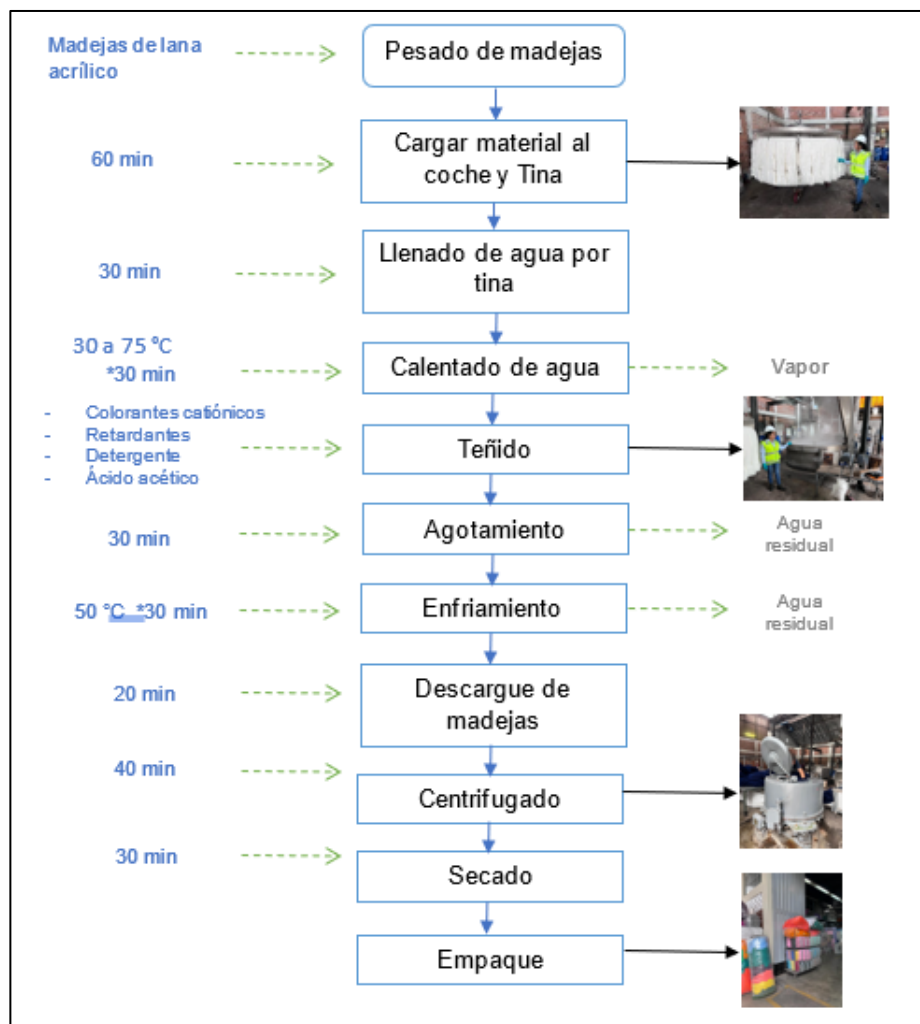 Madejas de lana
acrílico
Pesado de madejas
60 min
Cargar material al
coche y Tina
30 min
Llenado de agua por
tina
30 a 75 °C
*30 min
Calentado de agua
Vapor
- Colorantes catiónicos
- Retardantes
- Detergente
- Ácido acético
Teñido
30 min
Agotamiento
Agua
residual
50 °C *30 min
Enfriamiento
Agua
residual
20 min
Descargue de
madejas
40 min
Centrifugado
30 min
Secado
Empaque